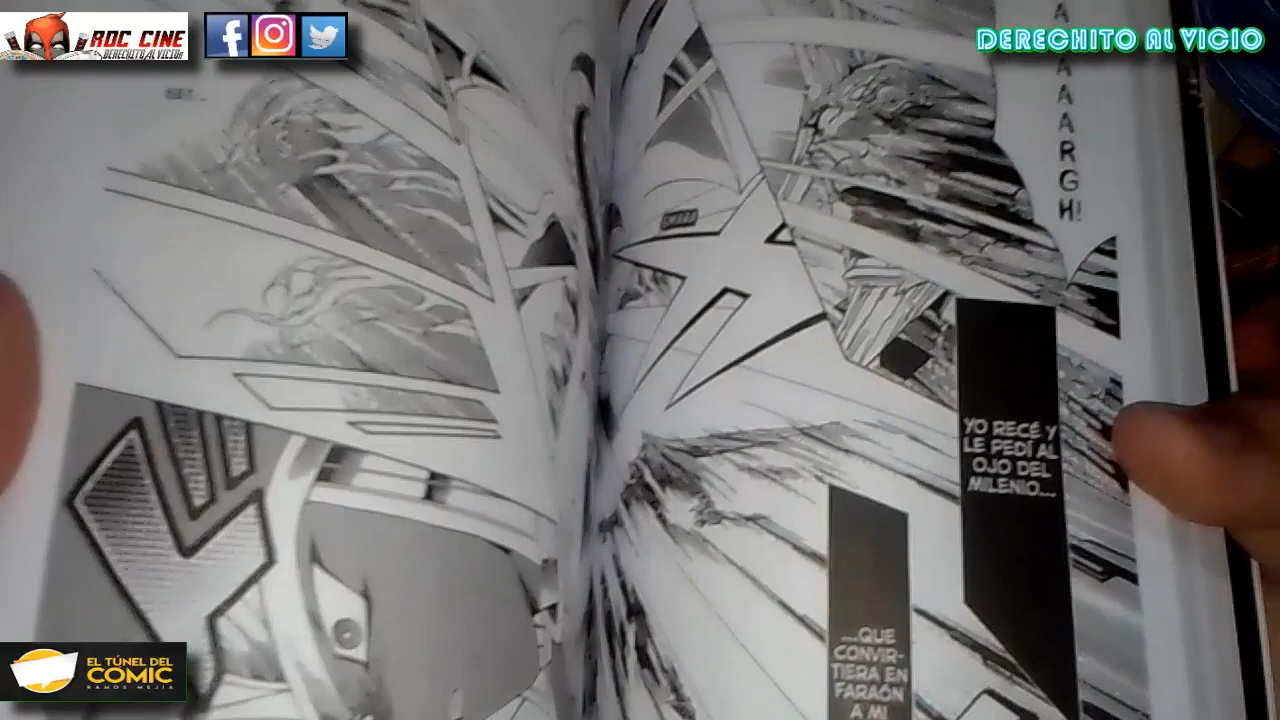 RDC CINE
DERECHITO AL VICIO
DERECHITO AL VICIO
A
A
A
A
R
G
H!
YO RECÉ Y
LE PEDÍ AL
OJO DEL
MILENIO...
...QUE
CONVIR-
TIERA EN
FARAÓN
A MI
EL TÚNEL DEL
COMIC
RAMOS MEJÍA